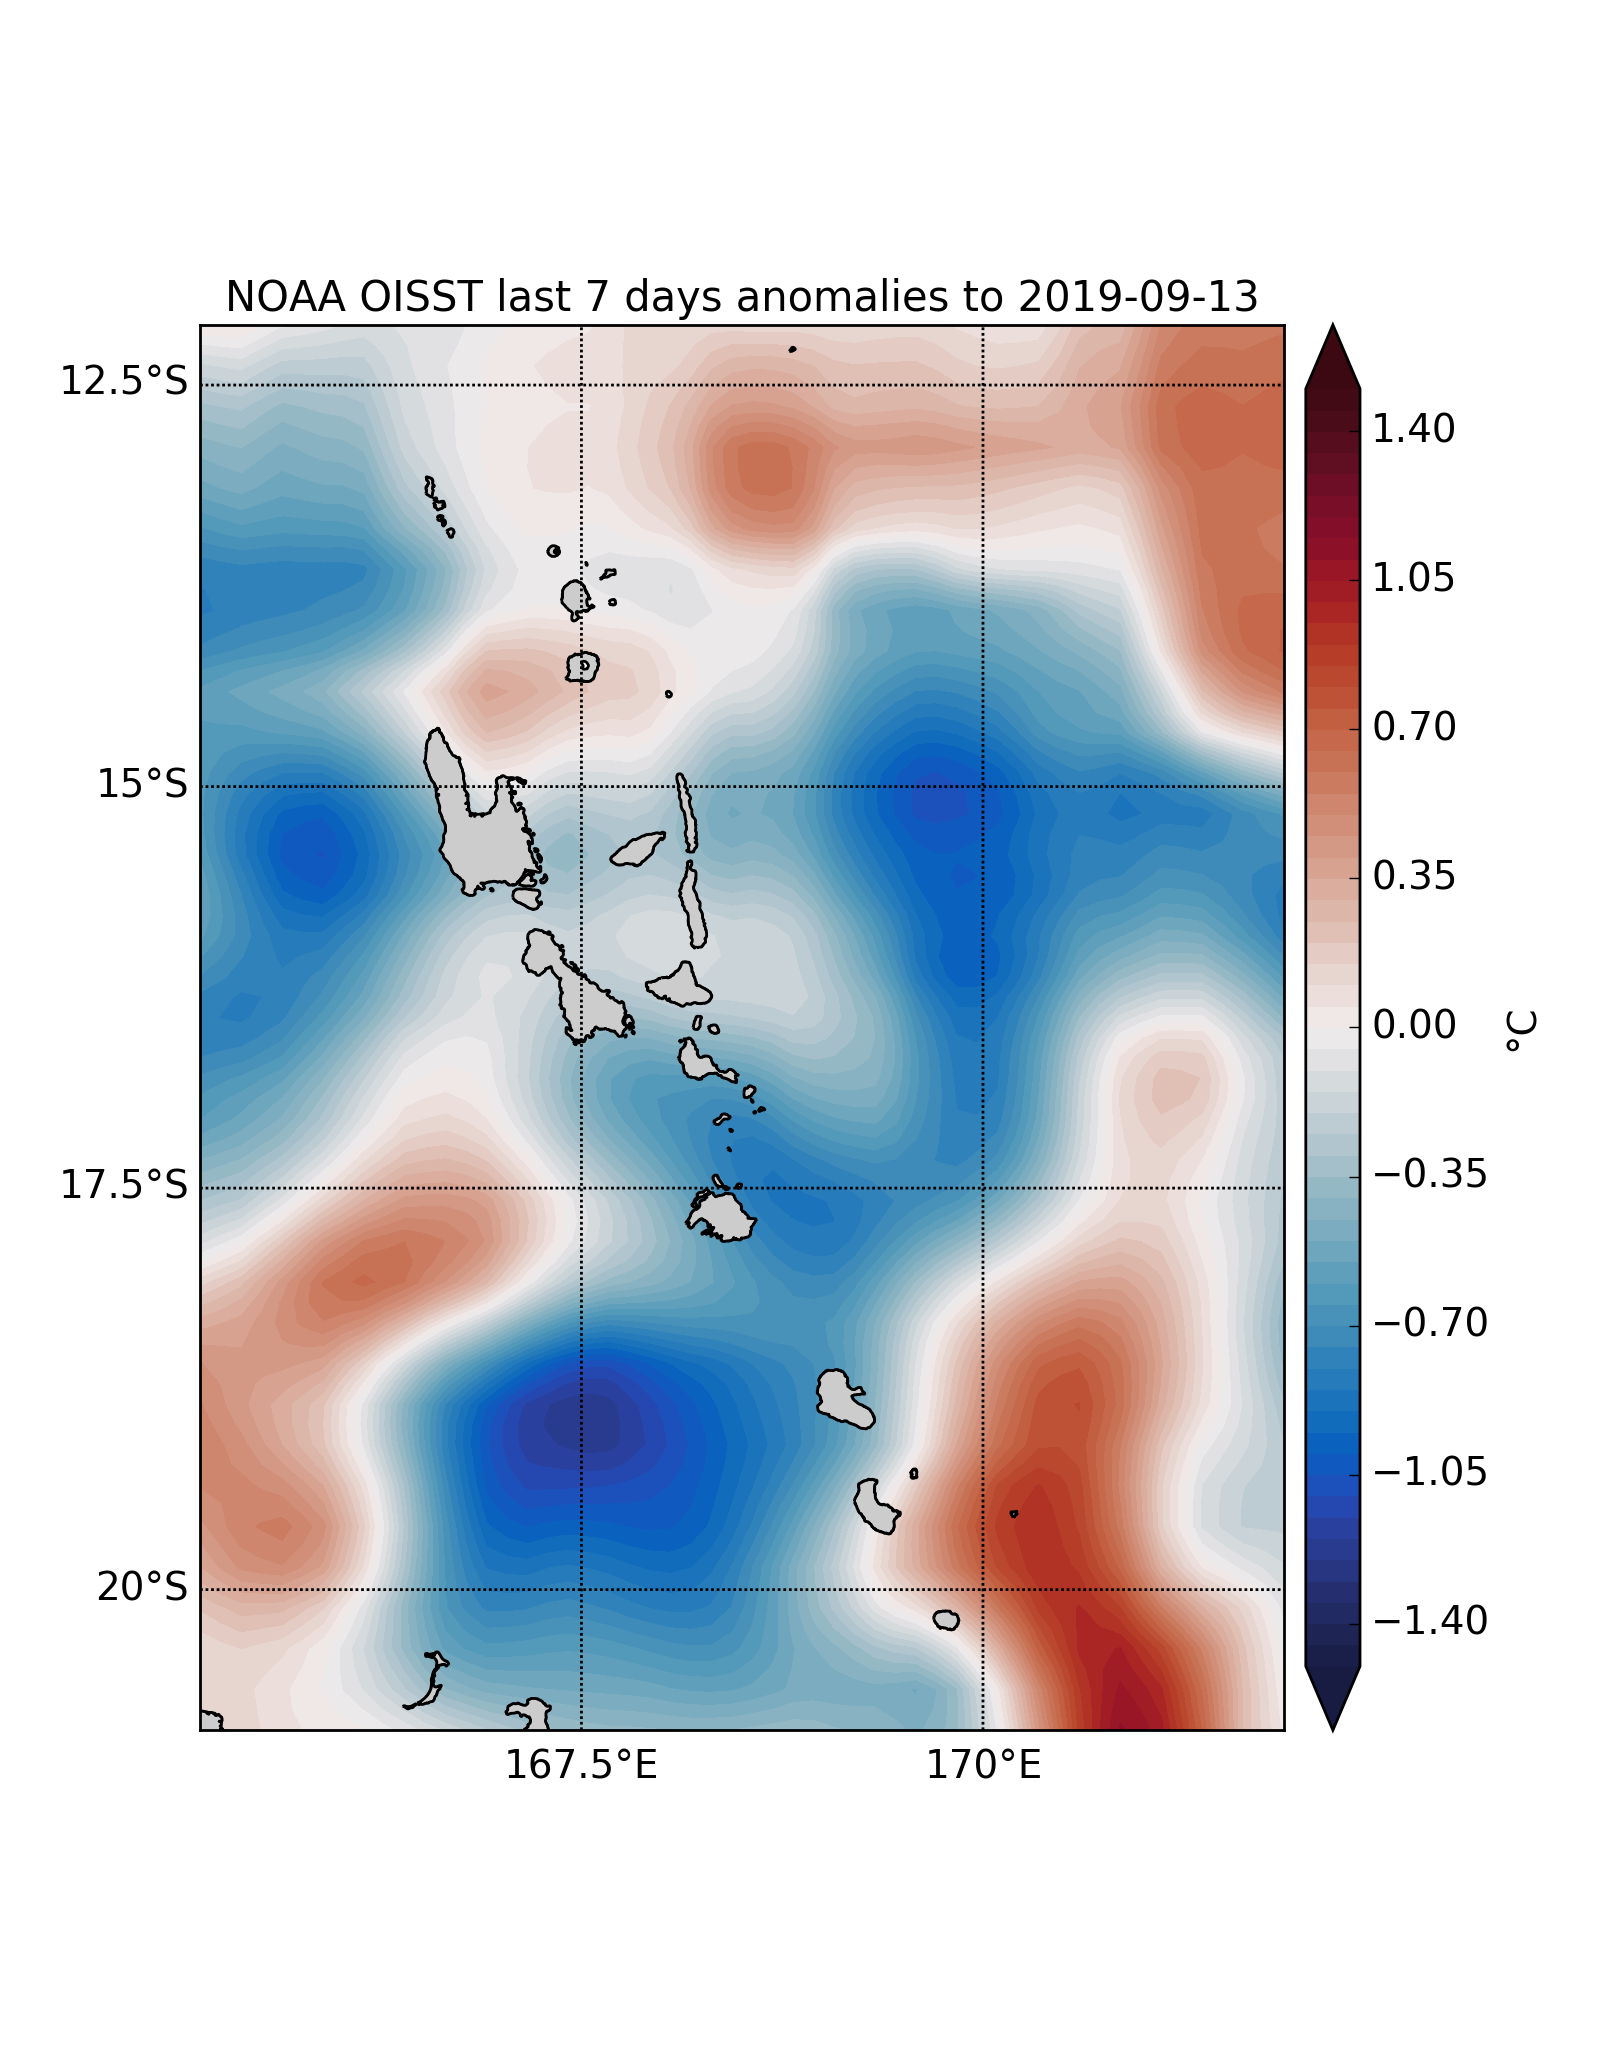 NOAA OISST last 7 days anomalies to 2019-09-13
12.5°S
15°S
17.5°S
20°S
167.5°E
170°E
1.40
1.05
0.70
0.35
0.00
−0.35
−0.70
−1.05
−1.40
°C